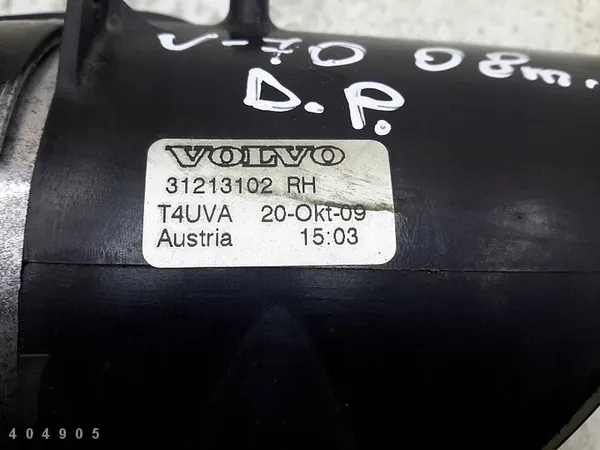 V-70 08m.
D.P.
VOLVO
31213102 RH
T4UVA 20-Okt-09
Austria 15:03
404905